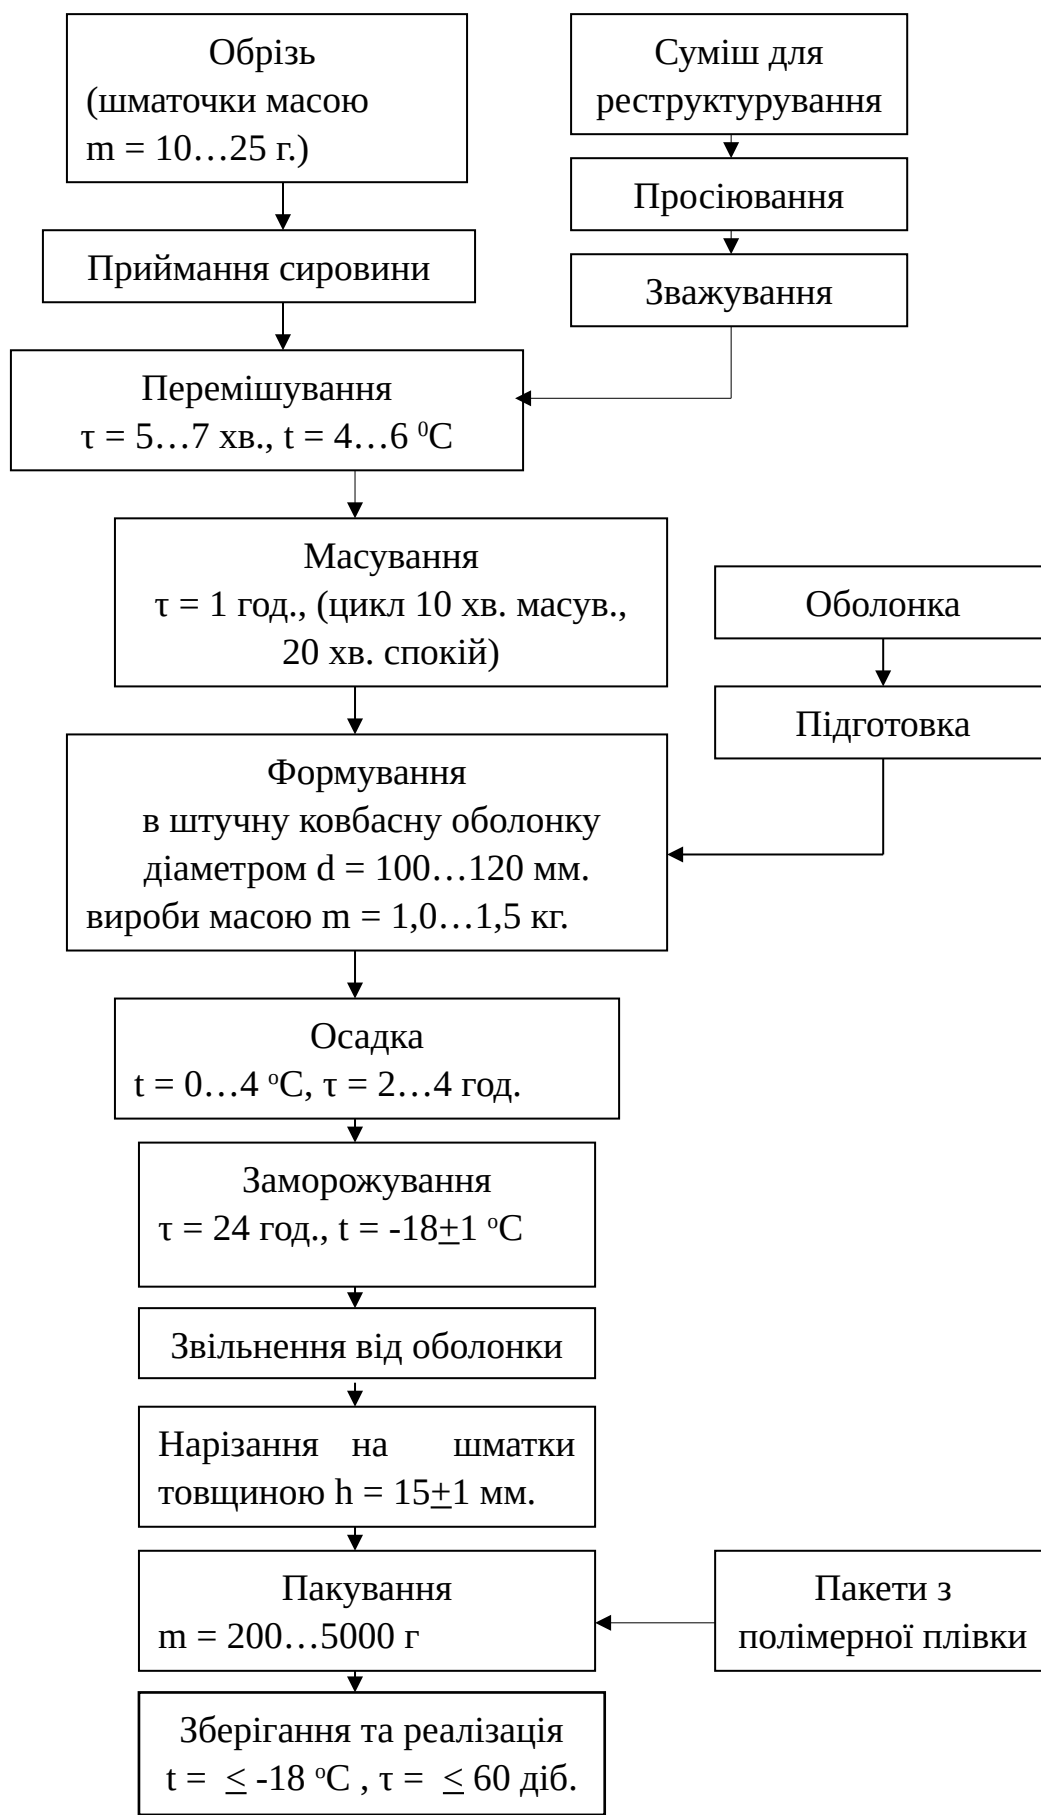 Обрізь
(шматочки масою
m = 10…25 г.)
Суміш для
реструктурування
Просіювання
Зважування
Приймання сировини
Перемішування
τ = 5…7 хв., t = 4…6 ⁰C
Масування
τ = 1 год., (цикл 10 хв. масув.,
20 хв. спокій)
Оболонка
Підготовка
Формування
в штучну ковбасну оболонку
діаметром d = 100…120 мм.
вироби масою m = 1,0…1,5 кг.
Осадка
t = 0…4 ᵒC, τ = 2…4 год.
Заморожування
τ = 24 год., t = -18±1 ᵒC
Звільнення від оболонки
Нарізання на шматки
товщиною h = 15±1 мм.
Пакування
m = 200…5000 г
Пакети з
полімерної плівки
Зберігання та реалізація
t = ≤ -18 ᵒC , τ = ≤ 60 діб.